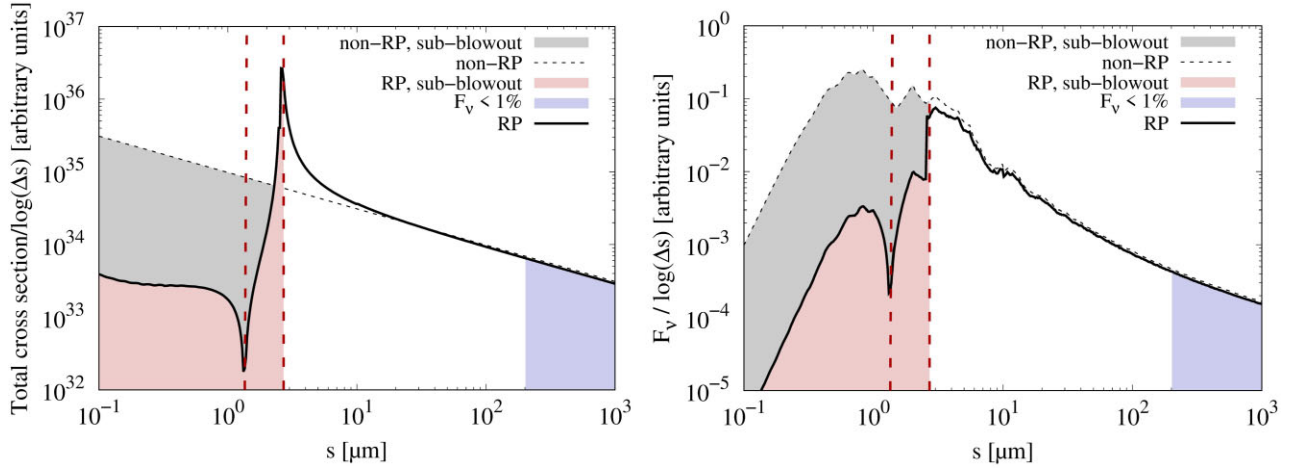 Total cross section/log(Δs) [arbitrary units]
10^37
10^36
10^35
10^34
10^33
10^32
non-RP, sub-blowout
non-RP
RP, sub-blowout
F_ν < 1%
RP
10^-1
10^0
10^1
10^2
10^3
s [µm]
F_ν / log(Δs) [arbitrary units]
10^0
10^-1
10^-2
10^-3
10^-4
10^-5
non-RP, sub-blowout
non-RP
RP, sub-blowout
F_ν < 1%
RP
10^-1
10^0
10^1
10^2
10^3
s [µm]